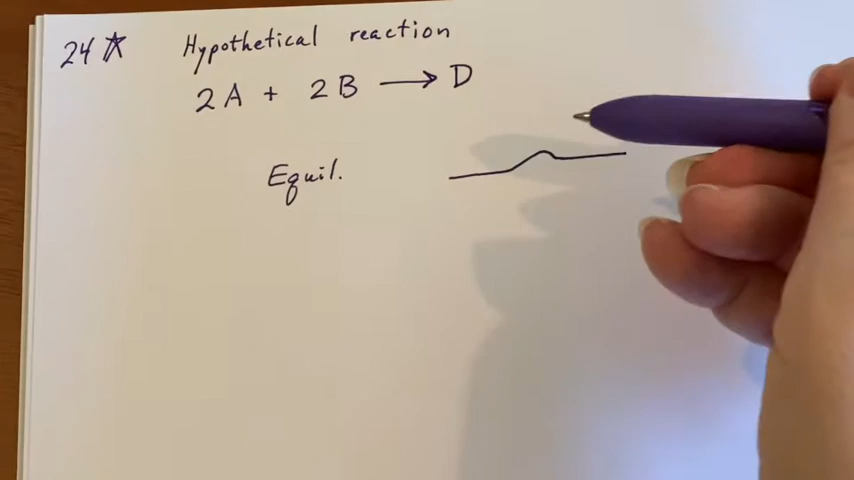 24 ☆ Hypothetical reaction
2A + 2B → D
Equil.